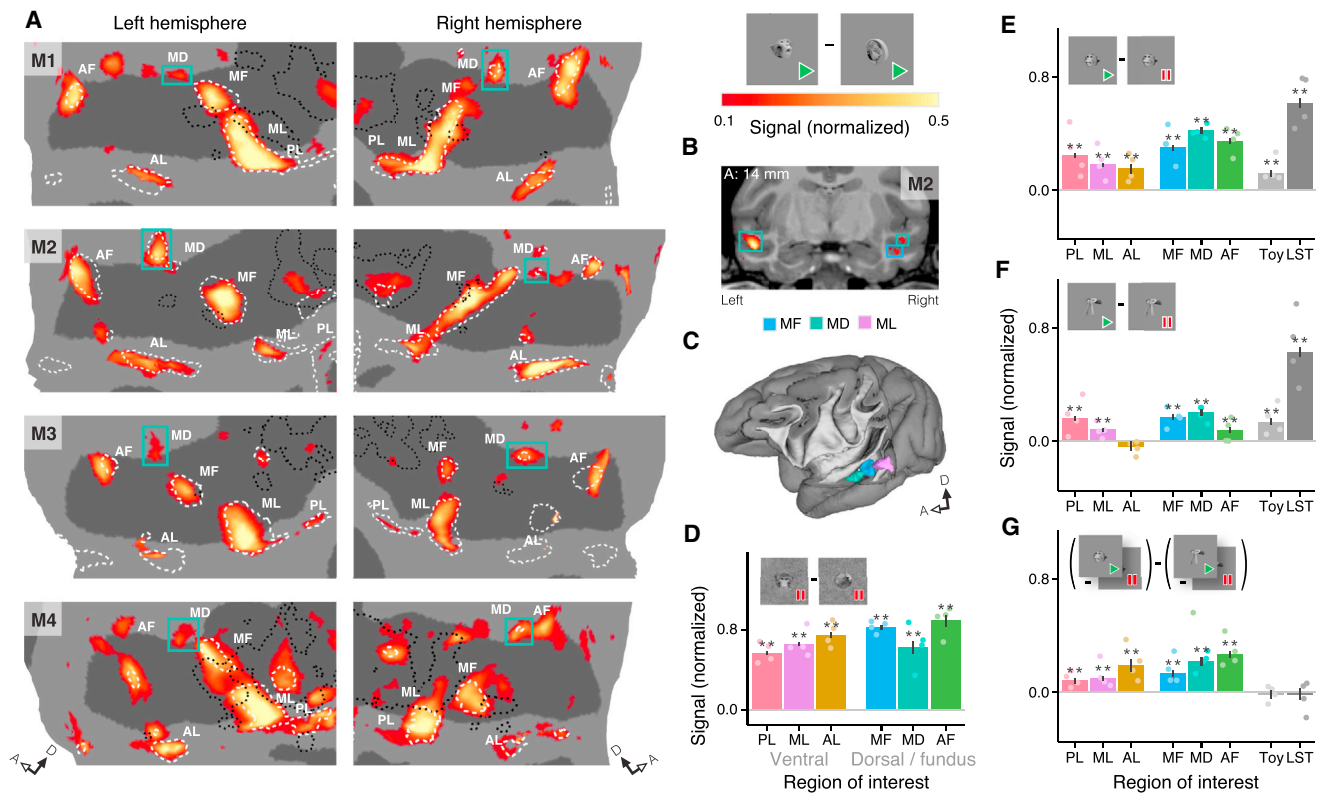 A
Left hemisphere
Right hemisphere
M1
AF
MD
MF
ML
PL
AL
MD
AF
MF
PL
ML
AL
M2
AF
MD
MF
ML
PL
AL
MD
AF
MF
ML
AL
M3
AF
MD
MF
ML
PL
AL
MD
AF
MF
PL
ML
AL
M4
AF
MD
MF
ML
PL
AL
MD
AF
MF
ML
PL
AL
A
D
D
A
-
0.1
0.5
Signal (normalized)
B
A: 14 mm
M2
Left
Right
MF
MD
ML
C
D
A
D
-
Signal (normalized)
0.8
0.0
** ** ** ** ** **
PL ML AL MF MD AF
Ventral
Dorsal / fundus
Region of interest
E
-
0.8
0.0
** ** ** ** ** ** ** **
PL ML AL MF MD AF Toy LST
F
-
Signal (normalized)
0.8
0.0
** ** ** ** ** ** **
PL ML AL MF MD AF Toy LST
G
( - ) - ( - )
0.8
0.0
** ** ** ** ** **
PL ML AL MF MD AF Toy LST
Region of interest